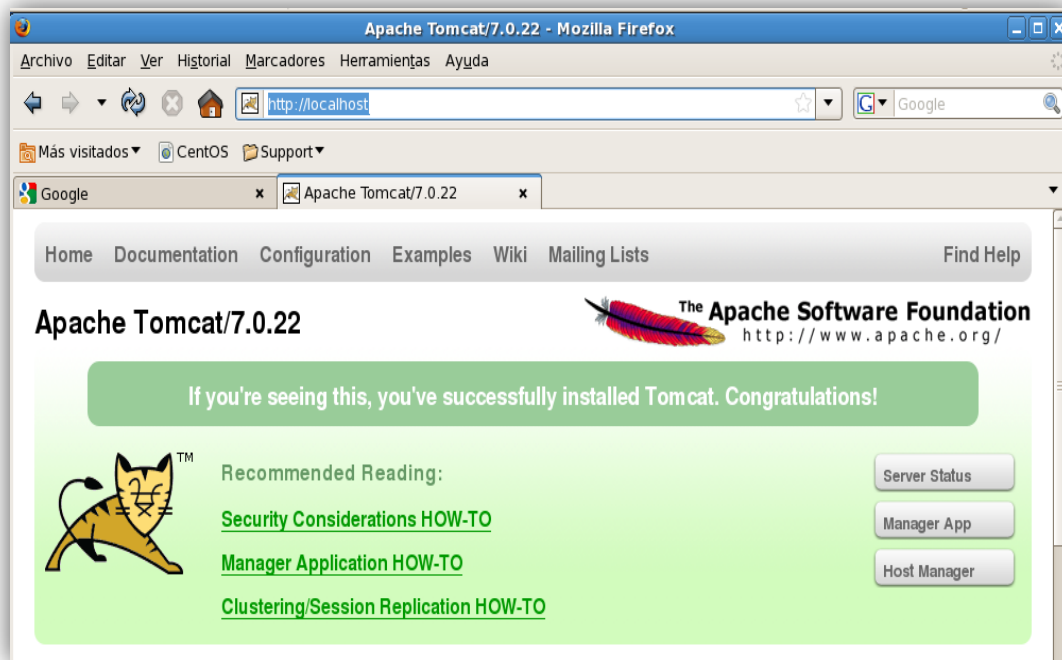 Apache Tomcat/7.0.22 - Mozilla Firefox
Archivo Editar Ver Historial Marcadores Herramientas Ayuda
http://localhost
G Google
Más visitados CentOS Support
Google
Apache Tomcat/7.0.22
Home Documentation Configuration Examples Wiki Mailing Lists Find Help
Apache Tomcat/7.0.22
The Apache Software Foundation
http://www.apache.org/
If you're seeing this, you've successfully installed Tomcat. Congratulations!
TM
Recommended Reading:
Security Considerations HOW-TO
Manager Application HOW-TO
Clustering/Session Replication HOW-TO
Server Status
Manager App
Host Manager